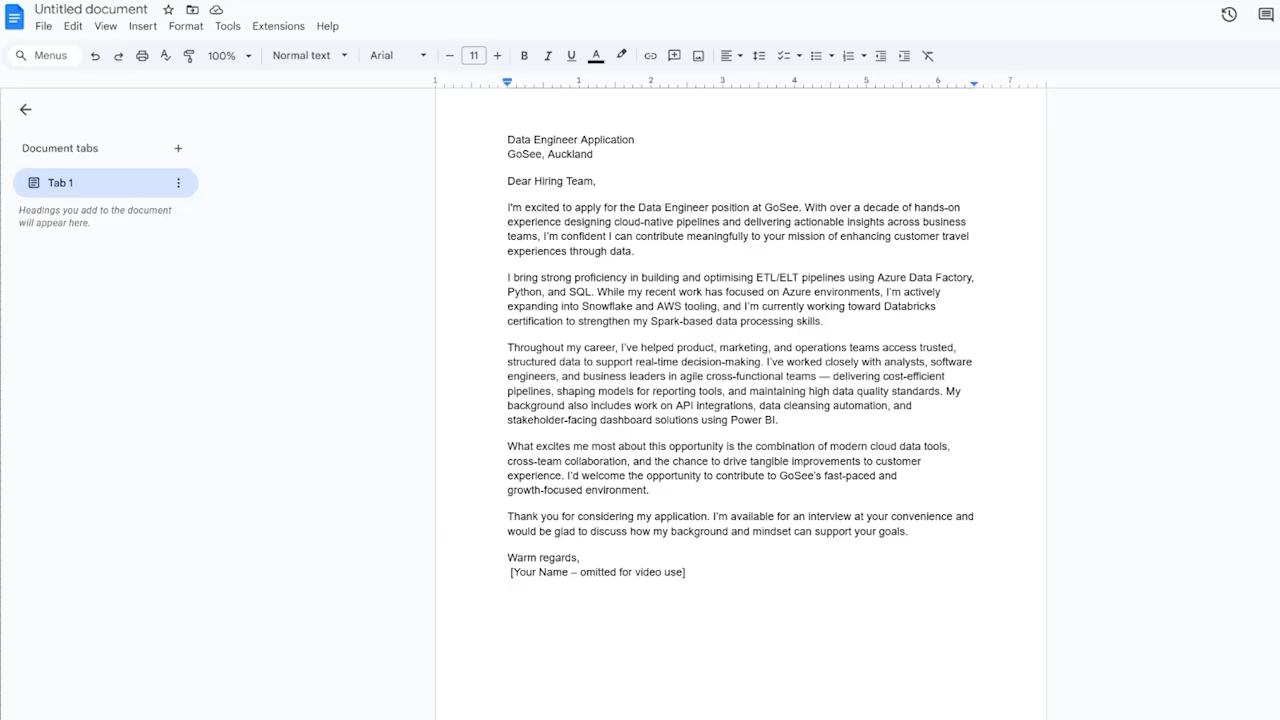 Untitled document
File Edit View Insert Format Tools Extensions Help
Menus 100% Normal text Arial 11 B I U A
1 1 2 3 4 5 6 7
Document tabs
Tab 1
Headings you add to the document
will appear here.
Data Engineer Application
GoSee, Auckland
Dear Hiring Team,
I'm excited to apply for the Data Engineer position at GoSee. With over a decade of hands-on
experience designing cloud-native pipelines and delivering actionable insights across business
teams, I'm confident I can contribute meaningfully to your mission of enhancing customer travel
experiences through data.
I bring strong proficiency in building and optimising ETL/ELT pipelines using Azure Data Factory,
Python, and SQL. While my recent work has focused on Azure environments, I'm actively
expanding into Snowflake and AWS tooling, and I'm currently working toward Databricks
certification to strengthen my Spark-based data processing skills.
Throughout my career, I've helped product, marketing, and operations teams access trusted,
structured data to support real-time decision-making. I've worked closely with analysts, software
engineers, and business leaders in agile cross-functional teams — delivering cost-efficient
pipelines, shaping models for reporting tools, and maintaining high data quality standards. My
background also includes work on API integrations, data cleansing automation, and
stakeholder-facing dashboard solutions using Power BI.
What excites me most about this opportunity is the combination of modern cloud data tools,
cross-team collaboration, and the chance to drive tangible improvements to customer
experience. I'd welcome the opportunity to contribute to GoSee's fast-paced and
growth-focused environment.
Thank you for considering my application. I'm available for an interview at your convenience and
would be glad to discuss how my background and mindset can support your goals.
Warm regards,
[Your Name – omitted for video use]